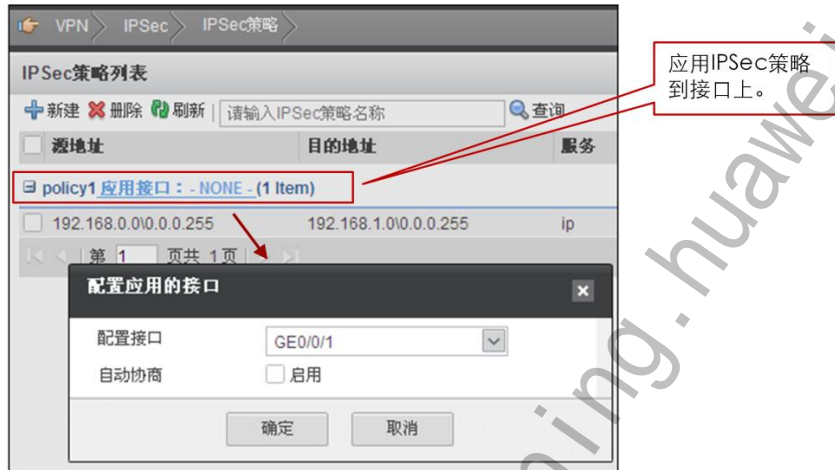 VPN IPSec IPSec策略
IPSec策略列表
新建 删除 刷新 请输入IPSec策略名称 查询
源地址 目的地址 服务
policy1 应用接口：- NONE - (1 Item)
192.168.0.0\0.0.0.255 192.168.1.0\0.0.0.255 ip
第 1 页共 1页
配置应用的接口
配置接口 GE0/0/1
自动协商 启用
确定 取消
应用IPSec策略
到接口上。
ning.huawei